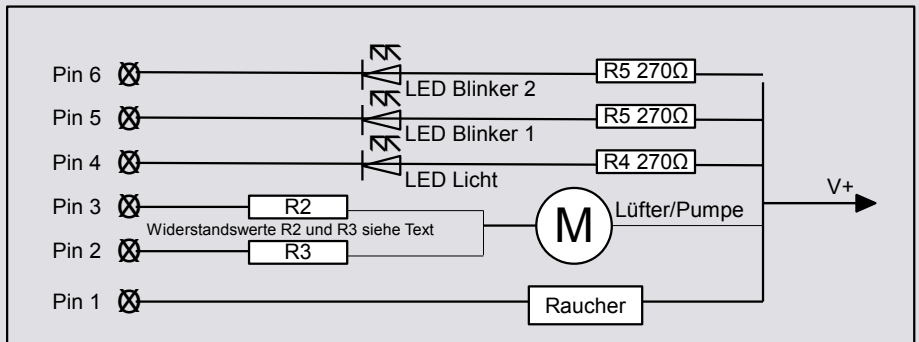 Pin 6
LED Blinker 2
R5 270Ω
Pin 5
LED Blinker 1
R5 270Ω
Pin 4
LED Licht
R4 270Ω
V+
Pin 3
R2
Widerstandswerte R2 und R3 siehe Text
M
Lüfter/Pumpe
Pin 2
R3
Pin 1
Raucher